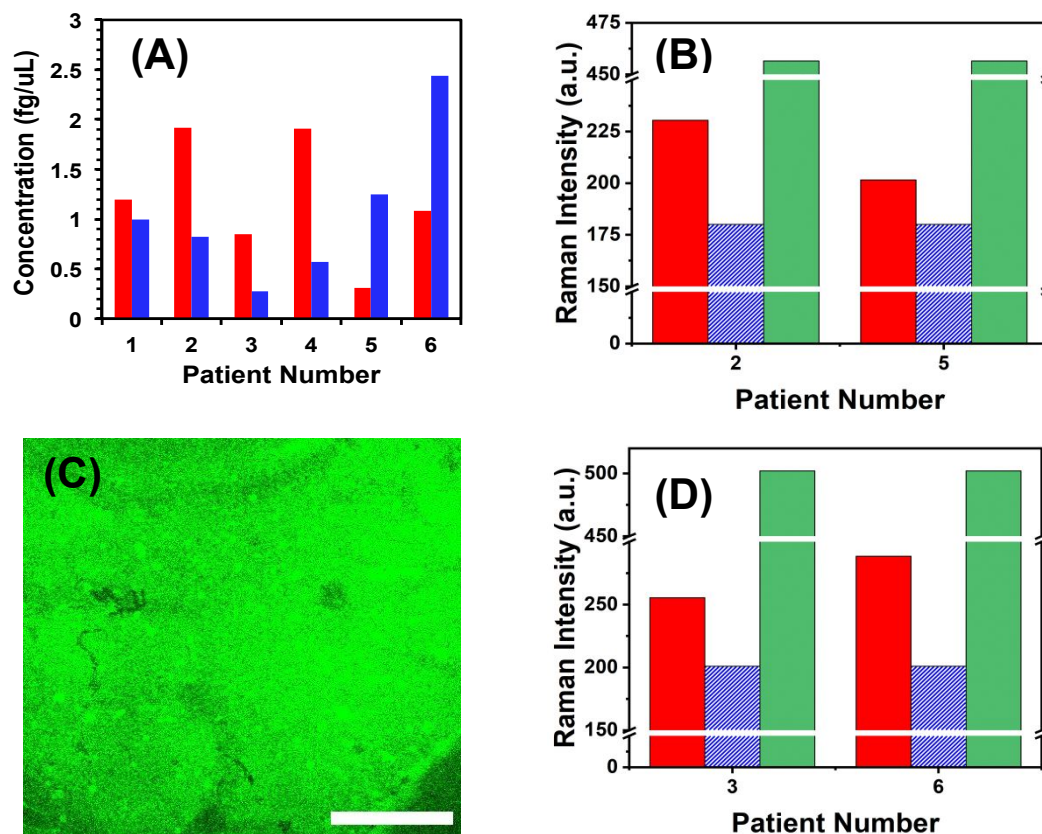 (A)
Concentration (fg/uL)
3
2.5
2
1.5
1
0.5
0
1 2 3 4 5 6
Patient Number
(B)
Raman Intensity (a.u.)
475
450
225
200
175
150
0
2 5
Patient Number
(C)
(D)
Raman Intensity (a.u.)
500
450
250
200
150
0
3 6
Patient Number